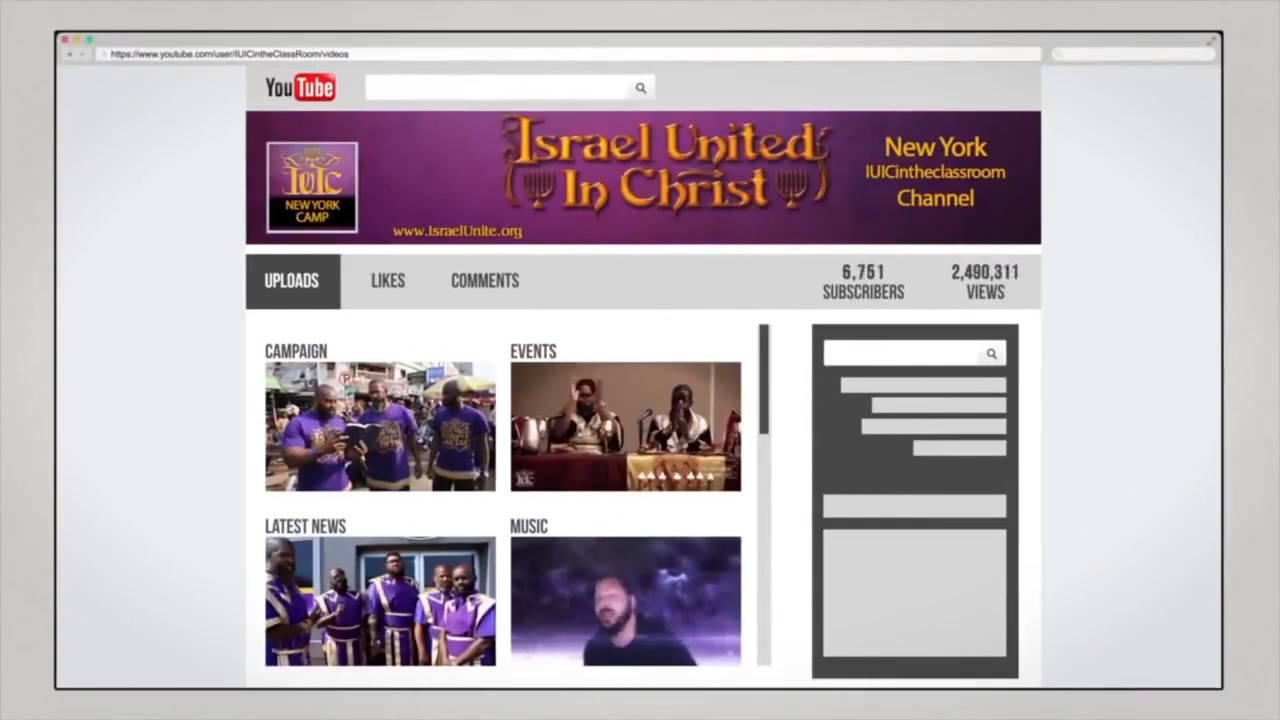 https://www.youtube.com/user/IUICintheClassRoom/videos
YouTube
Israel United
In Christ
IUIC
NEW YORK
CAMP
www.IsraelUnite.org
New York
IUICintheclassroom
Channel
UPLOADS
LIKES
COMMENTS
6,751
SUBSCRIBERS
2,490,311
VIEWS
CAMPAIGN
EVENTS
P
IUIC
LATEST NEWS
MUSIC